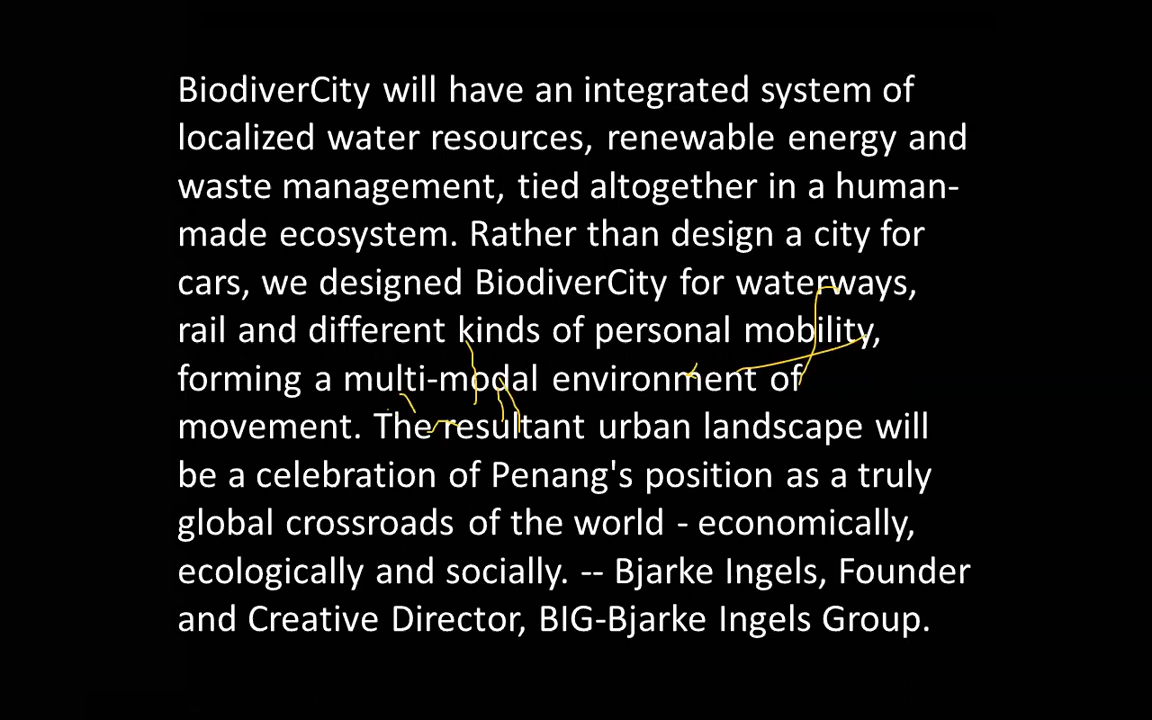 BiodiverCity will have an integrated system of
localized water resources, renewable energy and
waste management, tied altogether in a human-
made ecosystem. Rather than design a city for
cars, we designed BiodiverCity for waterways,
rail and different kinds of personal mobility,
forming a multi-modal environment of
movement. The resultant urban landscape will
be a celebration of Penang's position as a truly
global crossroads of the world - economically,
ecologically and socially. -- Bjarke Ingels, Founder
and Creative Director, BIG-Bjarke Ingels Group.